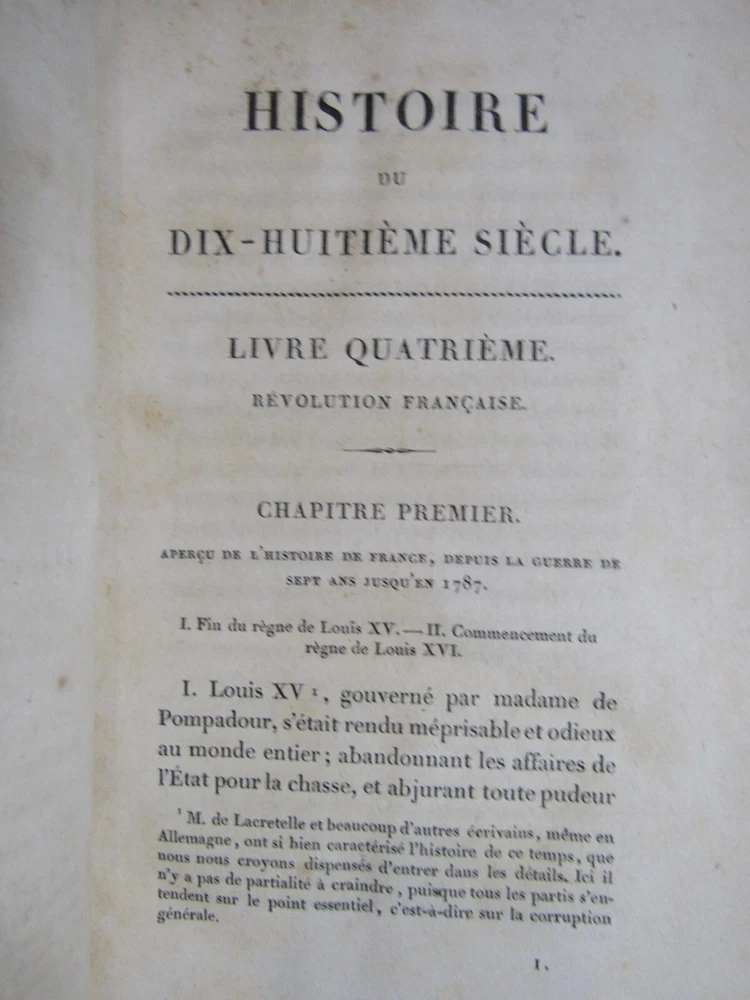 HISTOIRE
DU
DIX-HUITIÈME SIÈCLE.
LIVRE QUATRIÈME.
RÉVOLUTION FRANÇAISE.
CHAPITRE PREMIER.
APERÇU DE L'HISTOIRE DE FRANCE, DEPUIS LA GUERRE DE
SEPT ANS JUSQU'EN 1787.
I. Fin du règne de Louis XV. — II. Commencement du
règne de Louis XVI.
I. Louis XV ¹, gouverné par madame de
Pompadour, s'était rendu méprisable et odieux
au monde entier ; abandonnant les affaires de
l'État pour la chasse, et abjurant toute pudeur
¹ M. de Lacretelle et beaucoup d'autres écrivains, même en
Allemagne, ont si bien caractérisé l'histoire de ce temps, que
nous nous croyons dispensés d'entrer dans les détails. Ici il
n'y a pas de partialité à craindre, puisque tous les partis s'en-
tendent sur le point essentiel, c'est-à-dire sur la corruption
générale.
1.